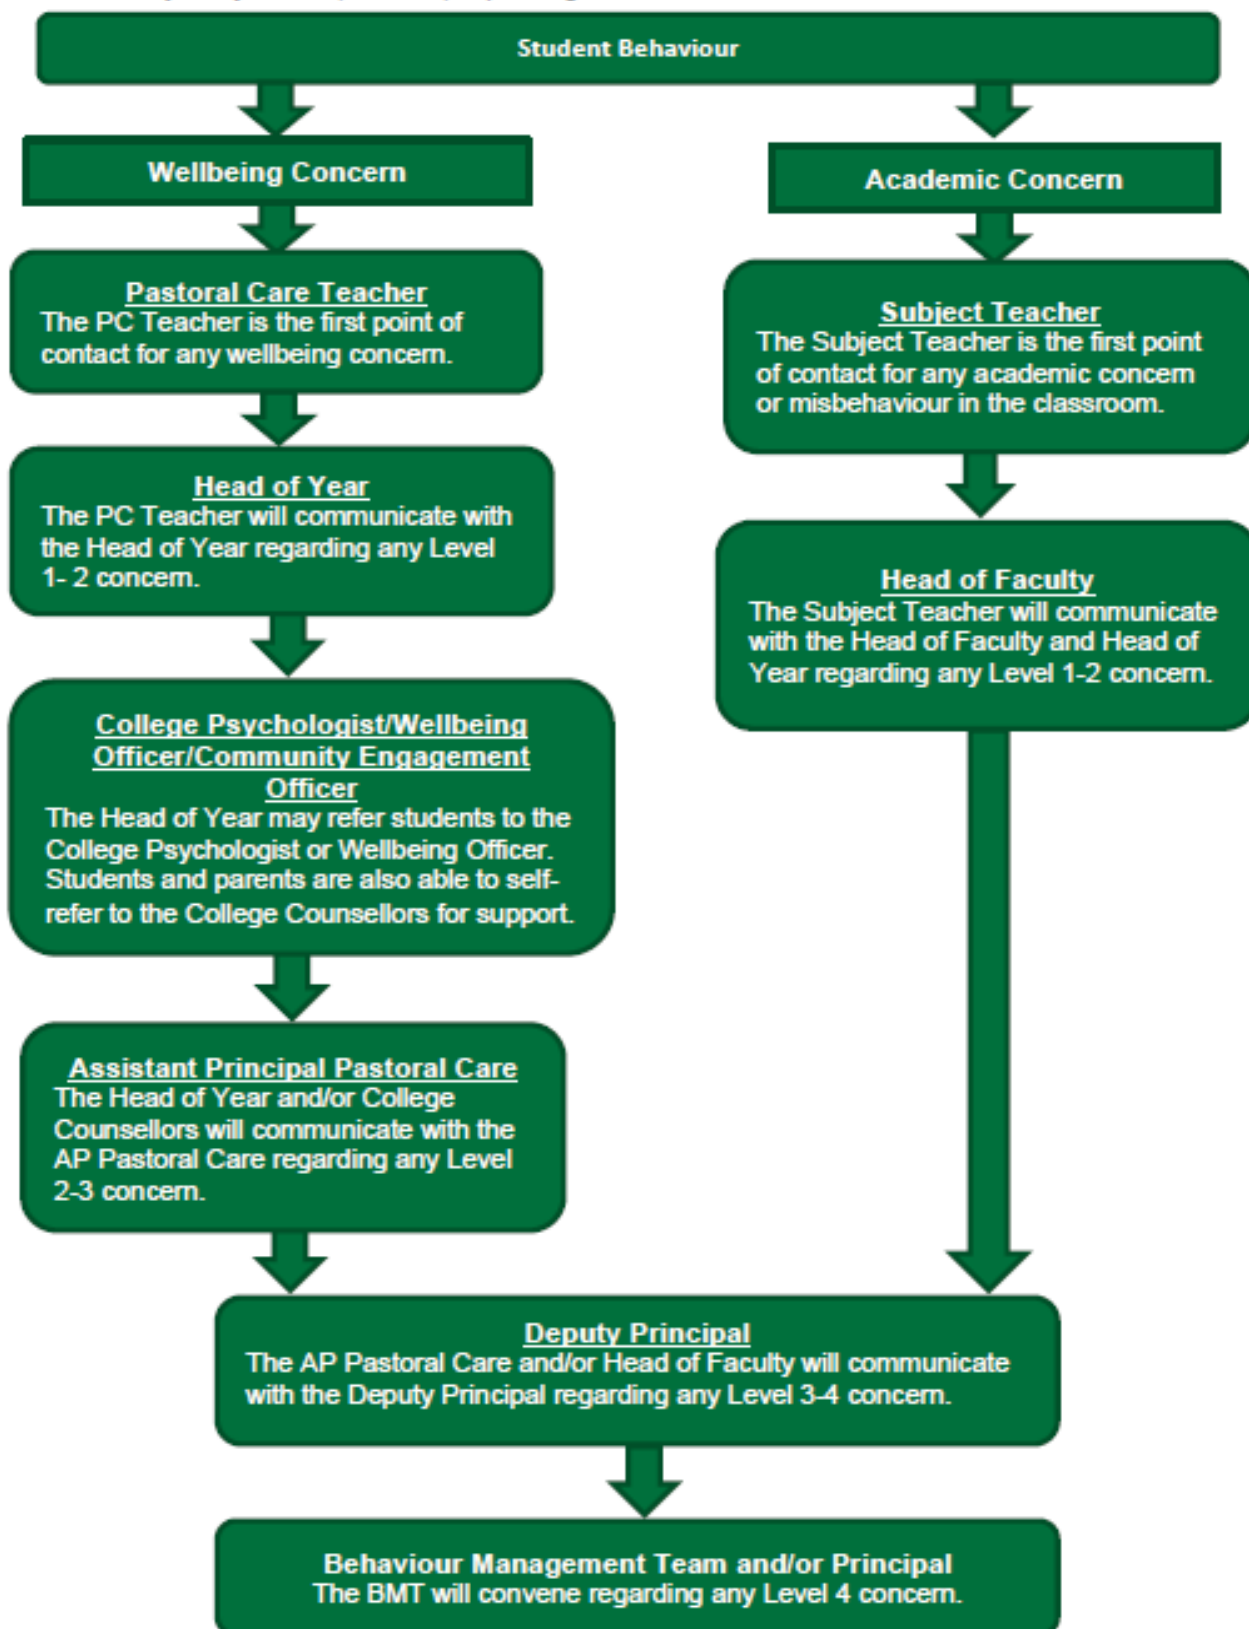 Student Behaviour
Wellbeing Concern
Academic Concern
Pastoral Care Teacher
The PC Teacher is the first point of
contact for any wellbeing concern.
Subject Teacher
The Subject Teacher is the first point
of contact for any academic concern
or misbehaviour in the classroom.
Head of Year
The PC Teacher will communicate with
the Head of Year regarding any Level
1- 2 concern.
Head of Faculty
The Subject Teacher will communicate
with the Head of Faculty and Head of
Year regarding any Level 1-2 concern.
College Psychologist/Wellbeing
Officer/Community Engagement
Officer
The Head of Year may refer students to the
College Psychologist or Wellbeing Officer.
Students and parents are also able to self-
refer to the College Counsellors for support.
Assistant Principal Pastoral Care
The Head of Year and/or College
Counsellors will communicate with the
AP Pastoral Care regarding any Level
2-3 concern.
Deputy Principal
The AP Pastoral Care and/or Head of Faculty will communicate
with the Deputy Principal regarding any Level 3-4 concern.
Behaviour Management Team and/or Principal
The BMT will convene regarding any Level 4 concern.